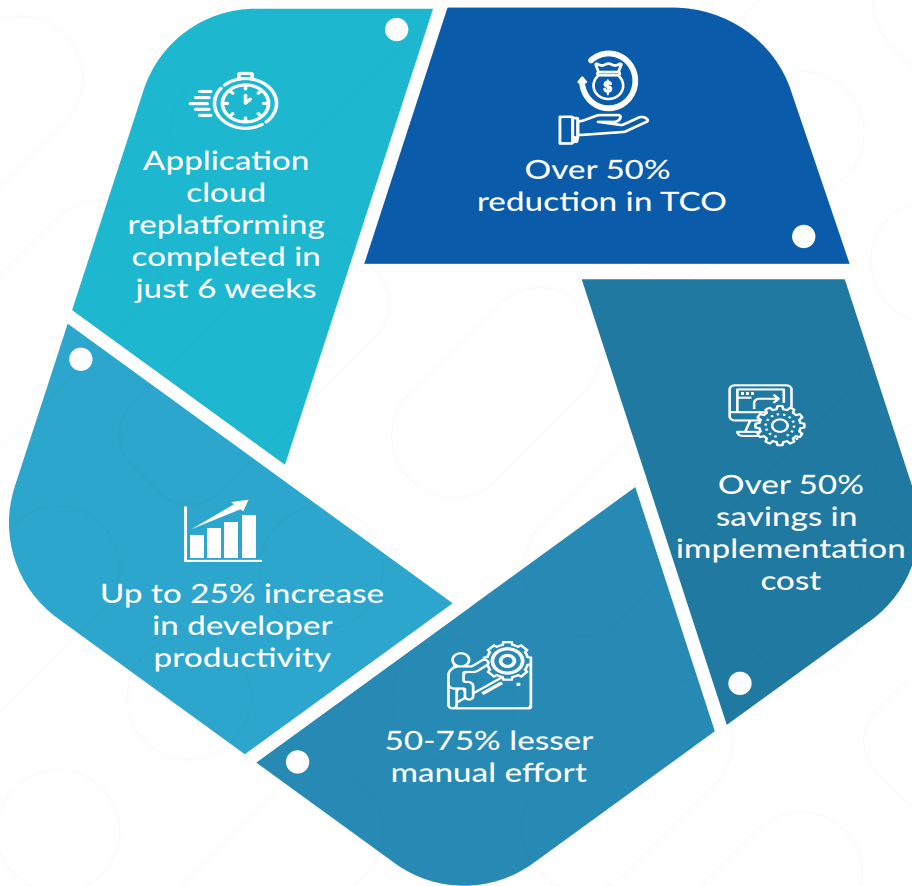 Application
cloud
replatforming
completed in
just 6 weeks
Over 50%
reduction in TCO
Over 50%
savings in
implementation
cost
50-75% lesser
manual effort
Up to 25% increase
in developer
productivity